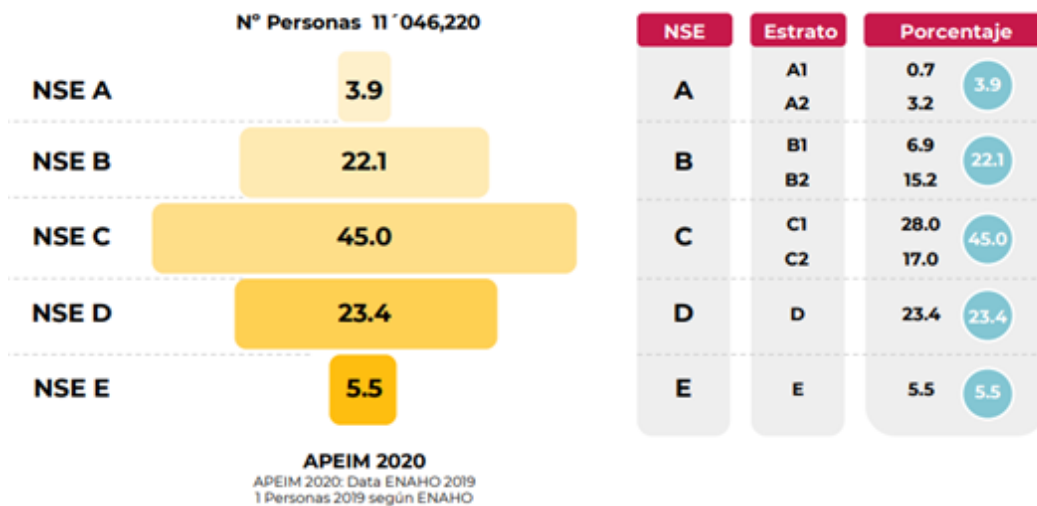 Nº Personas 11´046,220
NSE A 3.9
NSE B 22.1
NSE C 45.0
NSE D 23.4
NSE E 5.5
APEIM 2020
APEIM 2020: Data ENAHO 2019
1 Personas 2019 según ENAHO
NSE Estrato Porcentaje
A A1 0.7 3.9
A2 3.2
B B1 6.9 22.1
B2 15.2
C C1 28.0 45.0
C2 17.0
D D 23.4 23.4
E E 5.5 5.5